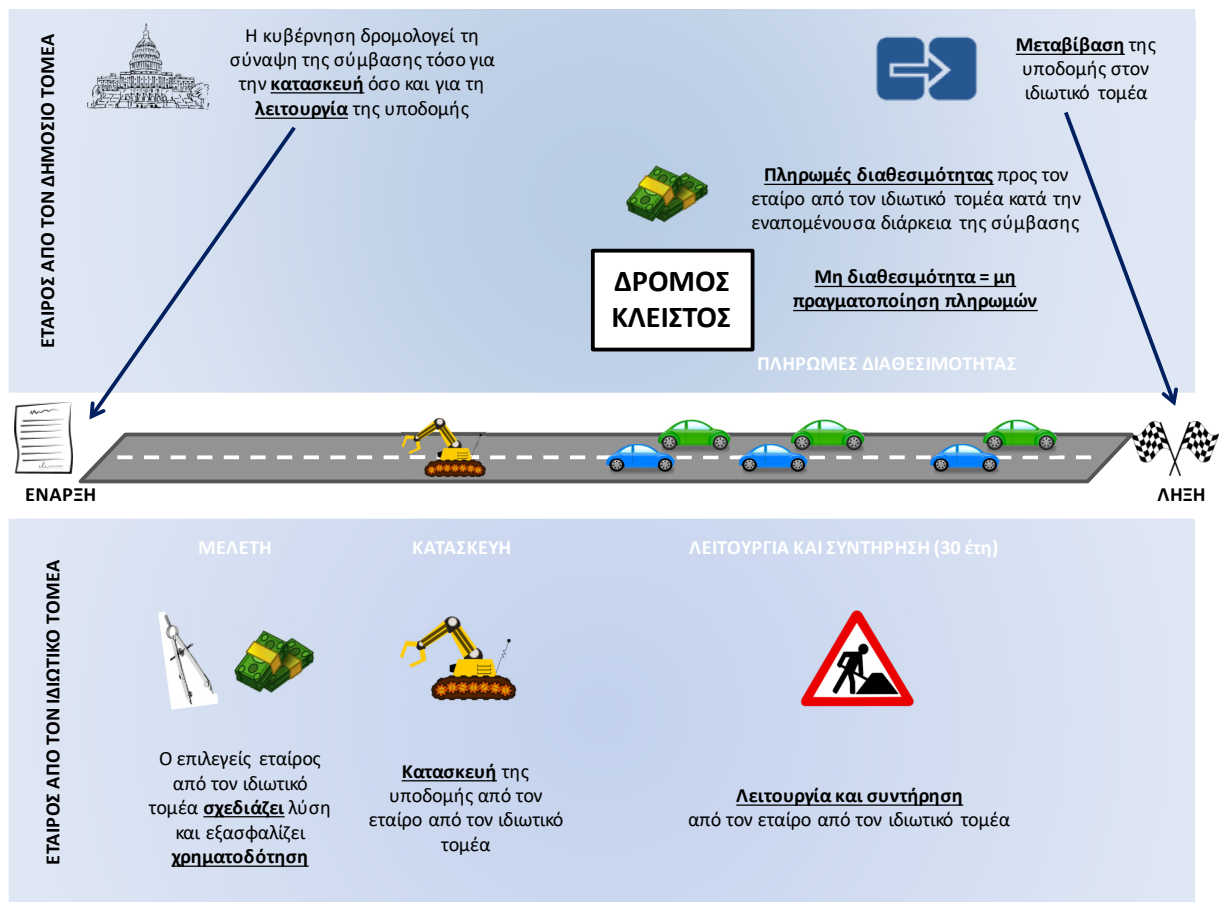 ΕΤΑΙΡΟΣ ΑΠΟ ΤΟΝ ΔΗΜΟΣΙΟ ΤΟΜΕΑ
Η κυβέρνηση δρομολογεί τη
σύναψη της σύμβασης τόσο για
την κατασκευή όσο και για τη
λειτουργία της υποδομής
Μεταβίβαση της
υποδομής στον
ιδιωτικό τομέα
Πληρωμές διαθεσιμότητας προς τον
εταίρο από τον ιδιωτικό τομέα κατά την
εναπομένουσα διάρκεια της σύμβασης
ΔΡΟΜΟΣ
ΚΛΕΙΣΤΟΣ
Μη διαθεσιμότητα = μη
πραγματοποίηση πληρωμών
ΠΛΗΡΩΜΕΣ ΔΙΑΘΕΣΙΜΟΤΗΤΑΣ
ΕΝΑΡΞΗ
ΛΗΞΗ
ΕΤΑΙΡΟΣ ΑΠΟ ΤΟΝ ΙΔΙΩΤΙΚΟ ΤΟΜΕΑ
ΜΕΛΕΤΗ
ΚΑΤΑΣΚΕΥΗ
ΛΕΙΤΟΥΡΓΙΑ ΚΑΙ ΣΥΝΤΗΡΗΣΗ (30 έτη)
Ο επιλεγείς εταίρος
από τον ιδιωτικό
τομέα σχεδιάζει λύση
και εξασφαλίζει
χρηματοδότηση
Κατασκευή της
υποδομής από τον
εταίρο από τον ιδιωτικό
τομέα
Λειτουργία και συντήρηση
από τον εταίρο από τον ιδιωτικό τομέα